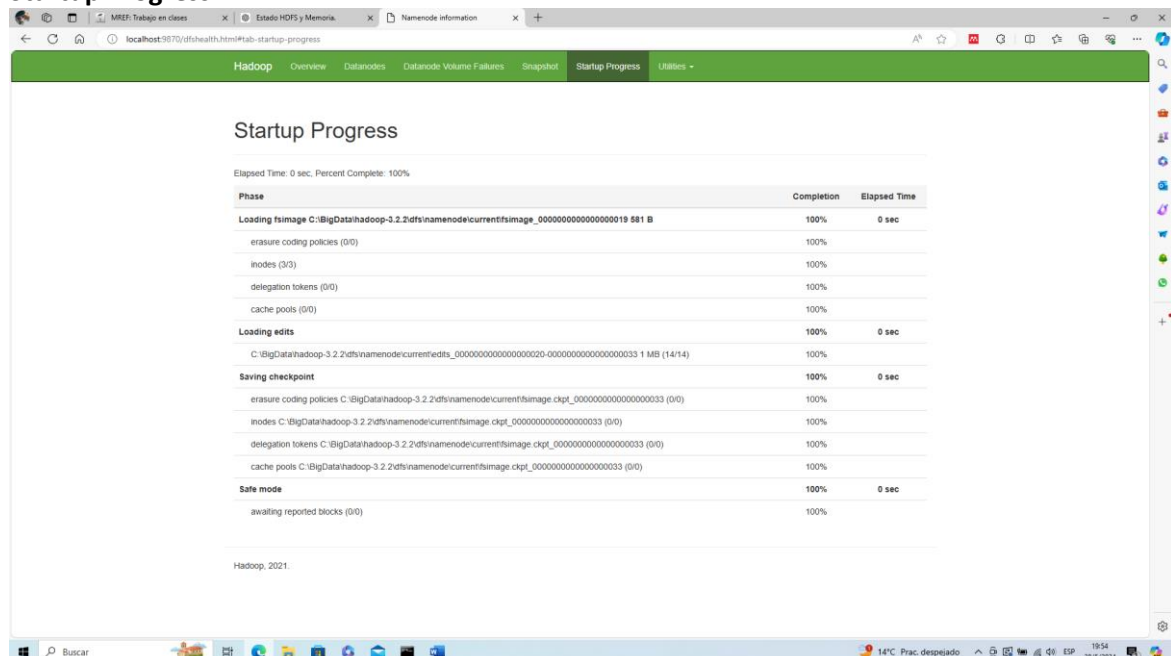 Startup Progress
MREF: Trabajo en clases
Estado HDFS y Memoria.
Namenode information
localhost:9870/dfshealth.html#tab-startup-progress
Hadoop Overview Datanodes Datanode Volume Failures Snapshot Startup Progress Utilities
Startup Progress
Elapsed Time: 0 sec, Percent Complete: 100%
Phase Completion Elapsed Time
Loading fsimage C:\BigData\hadoop-3.2.2\dfs\namenode\current\fsimage_0000000000000000019 581 B 100% 0 sec
erasure coding policies (0/0) 100%
inodes (3/3) 100%
delegation tokens (0/0) 100%
cache pools (0/0) 100%
Loading edits 100% 0 sec
C:\BigData\hadoop-3.2.2\dfs\namenode\current\edits_0000000000000000020-0000000000000000033 1 MB (14/14) 100%
Saving checkpoint 100% 0 sec
erasure coding policies C:\BigData\hadoop-3.2.2\dfs\namenode\current\fsimage.ckpt_0000000000000000033 (0/0) 100%
inodes C:\BigData\hadoop-3.2.2\dfs\namenode\current\fsimage.ckpt_0000000000000000033 (0/0) 100%
delegation tokens C:\BigData\hadoop-3.2.2\dfs\namenode\current\fsimage.ckpt_0000000000000000033 (0/0) 100%
cache pools C:\BigData\hadoop-3.2.2\dfs\namenode\current\fsimage.ckpt_0000000000000000033 (0/0) 100%
Safe mode 100% 0 sec
awaiting reported blocks (0/0) 100%
Hadoop, 2021.
Buscar
14°C Prac. despejado
ESP
19:54